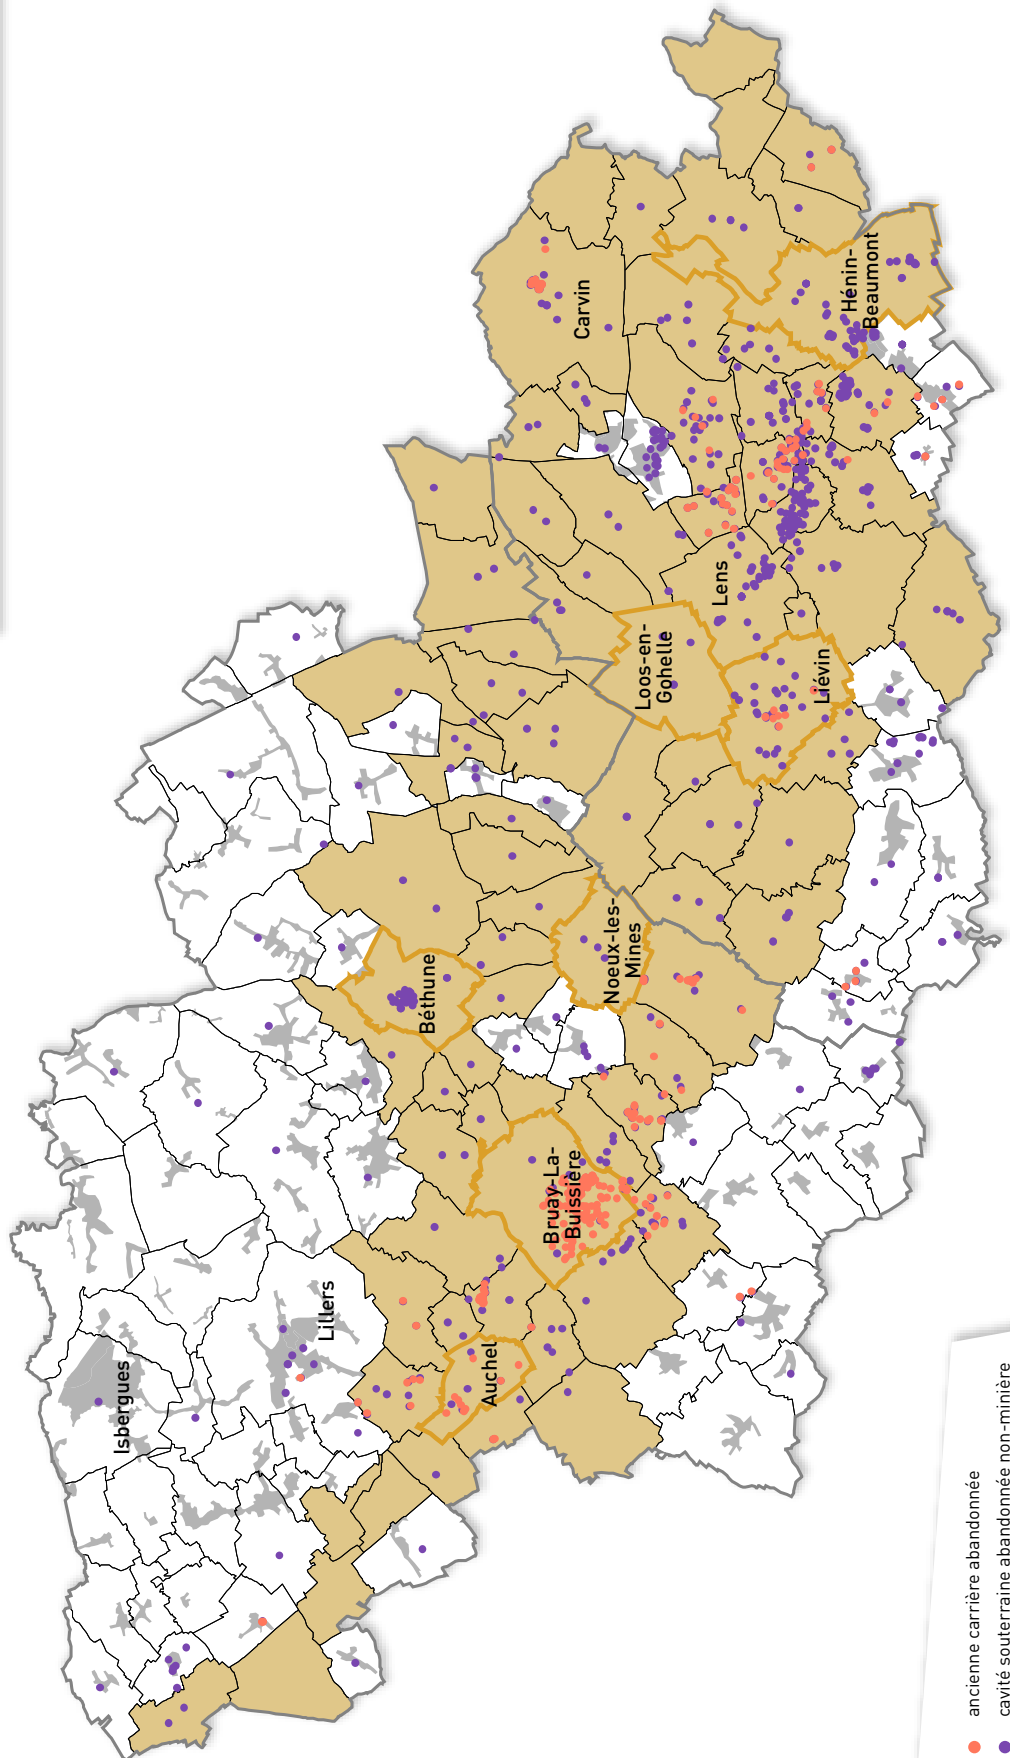 Isbergues
Lillers
Auchel
Bruay-La-
Buissière
Béthune
Noeux-les-
Mines
Loos-en-
Gohelle
Liévin
Lens
Carvin
Hénin-
Beaumont
ancienne carrière abandonnée
cavité souterraine abandonnée non-minière